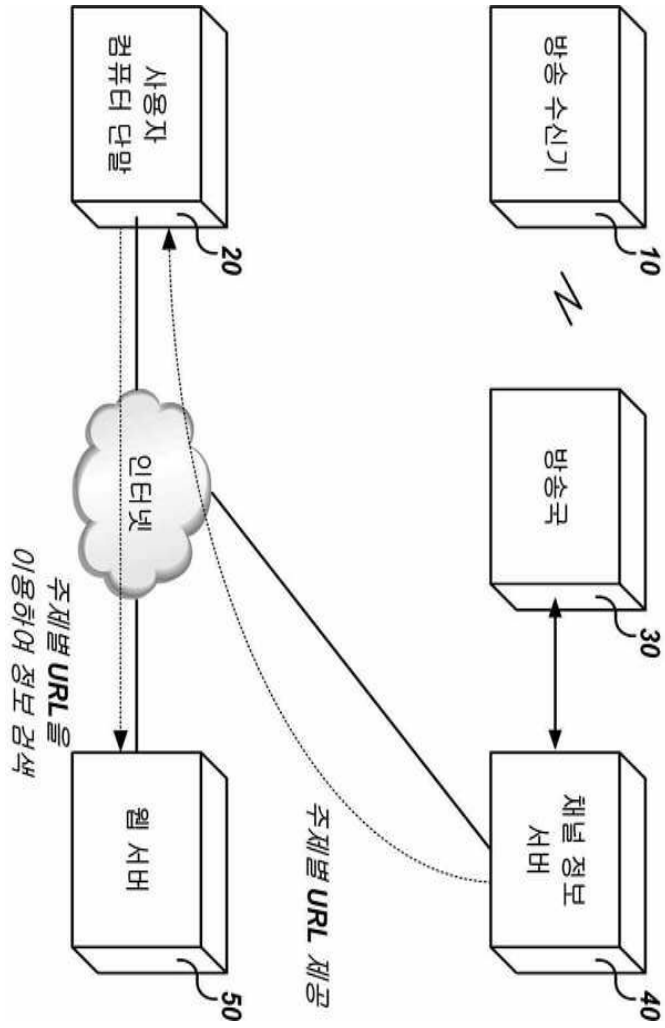 10
방송 수신기
30
방송국
40
채널 정보
서버
주제별 URL 제공
20
사용자
컴퓨터 단말
인터넷
50
웹 서버
주제별 URL을
이용하여 정보 검색